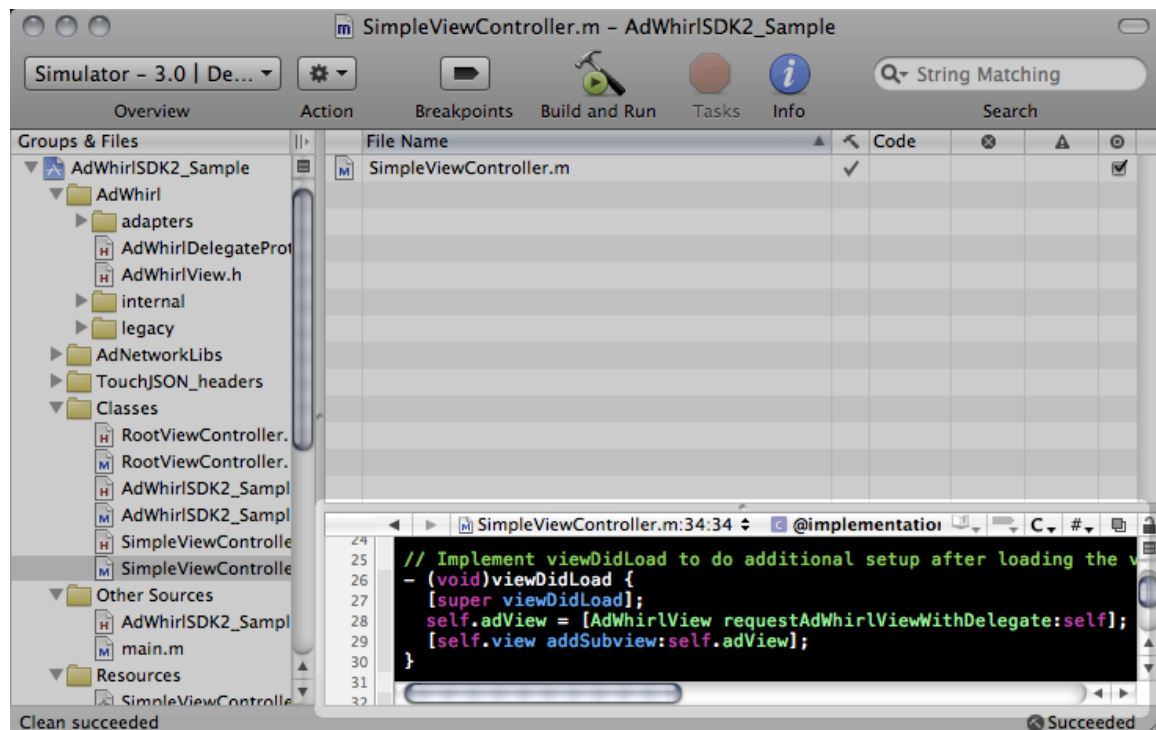 SimpleViewController.m – AdWhirlSDK2_Sample
Simulator – 3.0 | De...
String Matching
Overview
Action
Breakpoints
Build and Run
Tasks
Info
Search
Groups & Files
File Name
Code
AdWhirlSDK2_Sample
SimpleViewController.m
AdWhirl
adapters
AdWhirlDelegateProt
AdWhirlView.h
internal
legacy
AdNetworkLibs
TouchJSON_headers
Classes
RootViewController.
RootViewController.
AdWhirlSDK2_Sampl
AdWhirlSDK2_Sampl
SimpleViewControlle
SimpleViewControlle
Other Sources
AdWhirlSDK2_Sampl
main.m
Resources
SimpleViewControlle
SimpleViewController.m:34:34 @implementation C #
24
25 // Implement viewDidLoad to do additional setup after loading the v
26 - (void)viewDidLoad {
27 [super viewDidLoad];
28 self.adView = [AdWhirlView requestAdWhirlViewWithDelegate:self];
29 [self.view addSubview:self.adView];
30 }
31
32
Clean succeeded
Succeeded